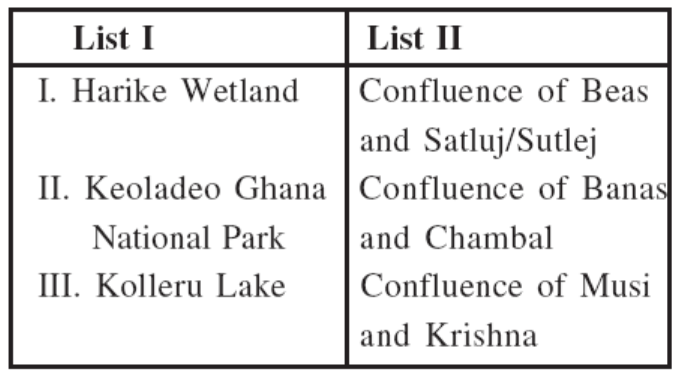 List I
List II
I. Harike Wetland
Confluence of Beas
and Satluj/Sutlej
II. Keoladeo Ghana
National Park
Confluence of Banas
and Chambal
III. Kolleru Lake
Confluence of Musi
and Krishna